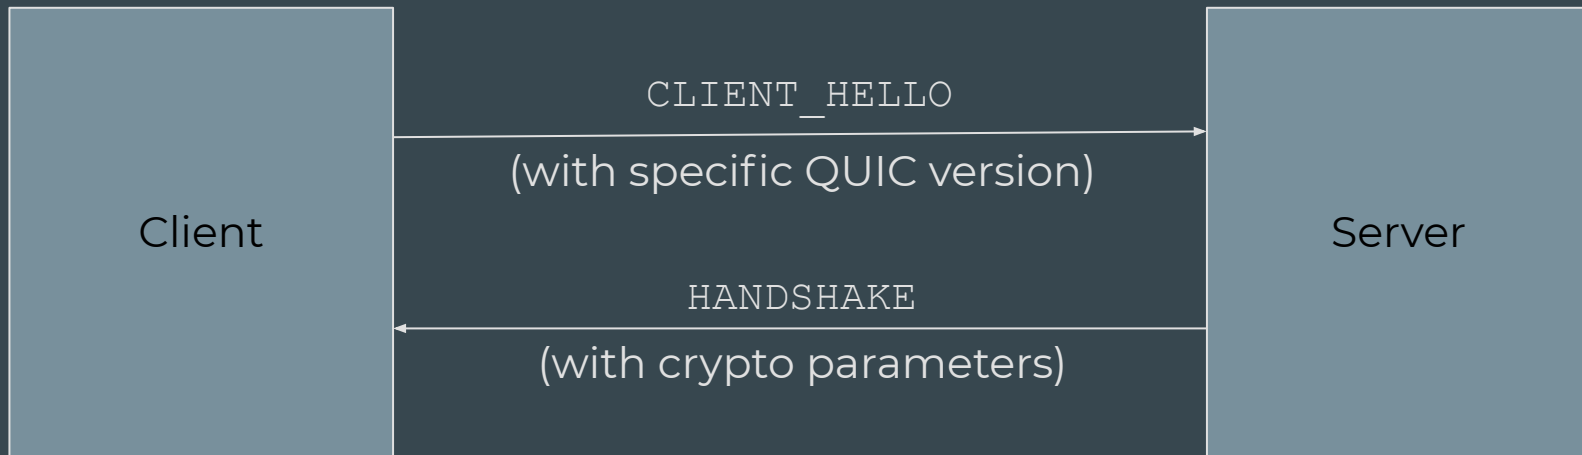 CLIENT_HELLO
(with specific QUIC version)
Client
Server
HANDSHAKE
(with crypto parameters)